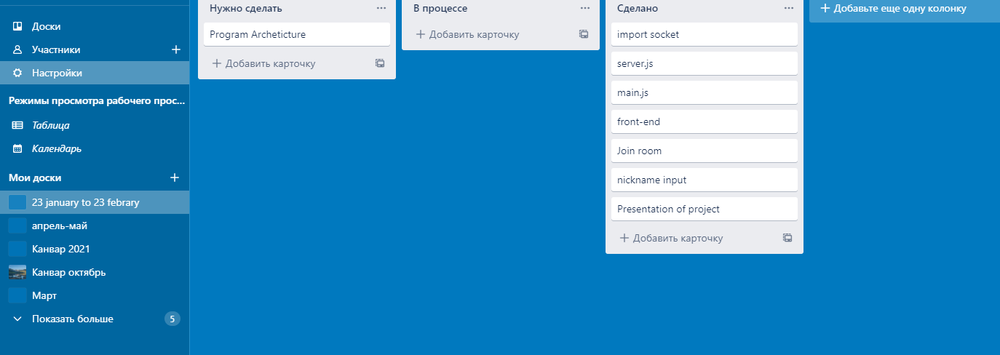 Доски
Участники
Настройки
Режимы просмотра рабочего прос...
Таблица
Календарь
Мои доски
23 january to 23 febrary
апрель-май
Канвар 2021
Канвар октябрь
Март
Показать больше
5
Нужно сделать
Program Archeticture
Добавить карточку
В процессе
Добавить карточку
Сделано
import socket
server.js
main.js
front-end
Join room
nickname input
Presentation of project
Добавить карточку
Добавьте еще одну колонку